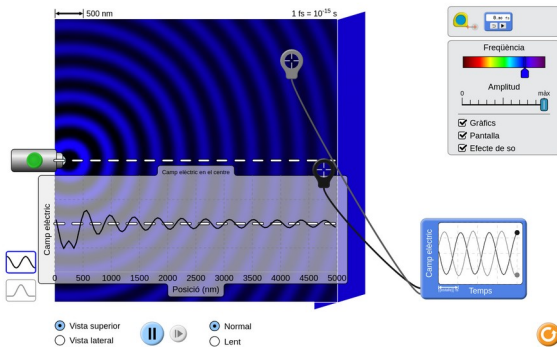 500 nm
1 fs = 10⁻¹⁵ s
Freqüència
Amplitud
0
màx
Gràfics
Pantalla
Efecte de so
Camp elèctric en el centre
Camp elèctric
0 500 1000 1500 2000 2500 3000 3500 4000 4500 5000
Posició (nm)
Camp elèctric
Temps
Vista superior
Vista lateral
Normal
Lent